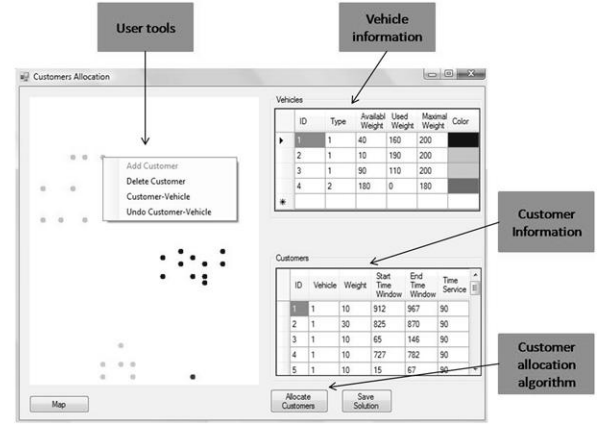 User tools
Vehicle
information
Customers Allocation
Vehicles
ID Type Availabl Weight Used Weight Maximal Weight Color
1 1 40 160 200
2 1 10 190 200
3 1 90 110 200
4 2 180 0 180
Add Customer
Delete Customer
Customer-Vehicle
Undo Customer-Vehicle
Customer
Information
Customers
ID Vehicle Weight Start Time Window End Time Window Time Service
1 1 10 912 967 90
2 1 30 825 870 90
3 1 10 65 146 90
4 1 10 727 782 90
5 1 10 15 67 90
Customer
allocation
algorithm
Map
Allocate
Customers
Save
Solution